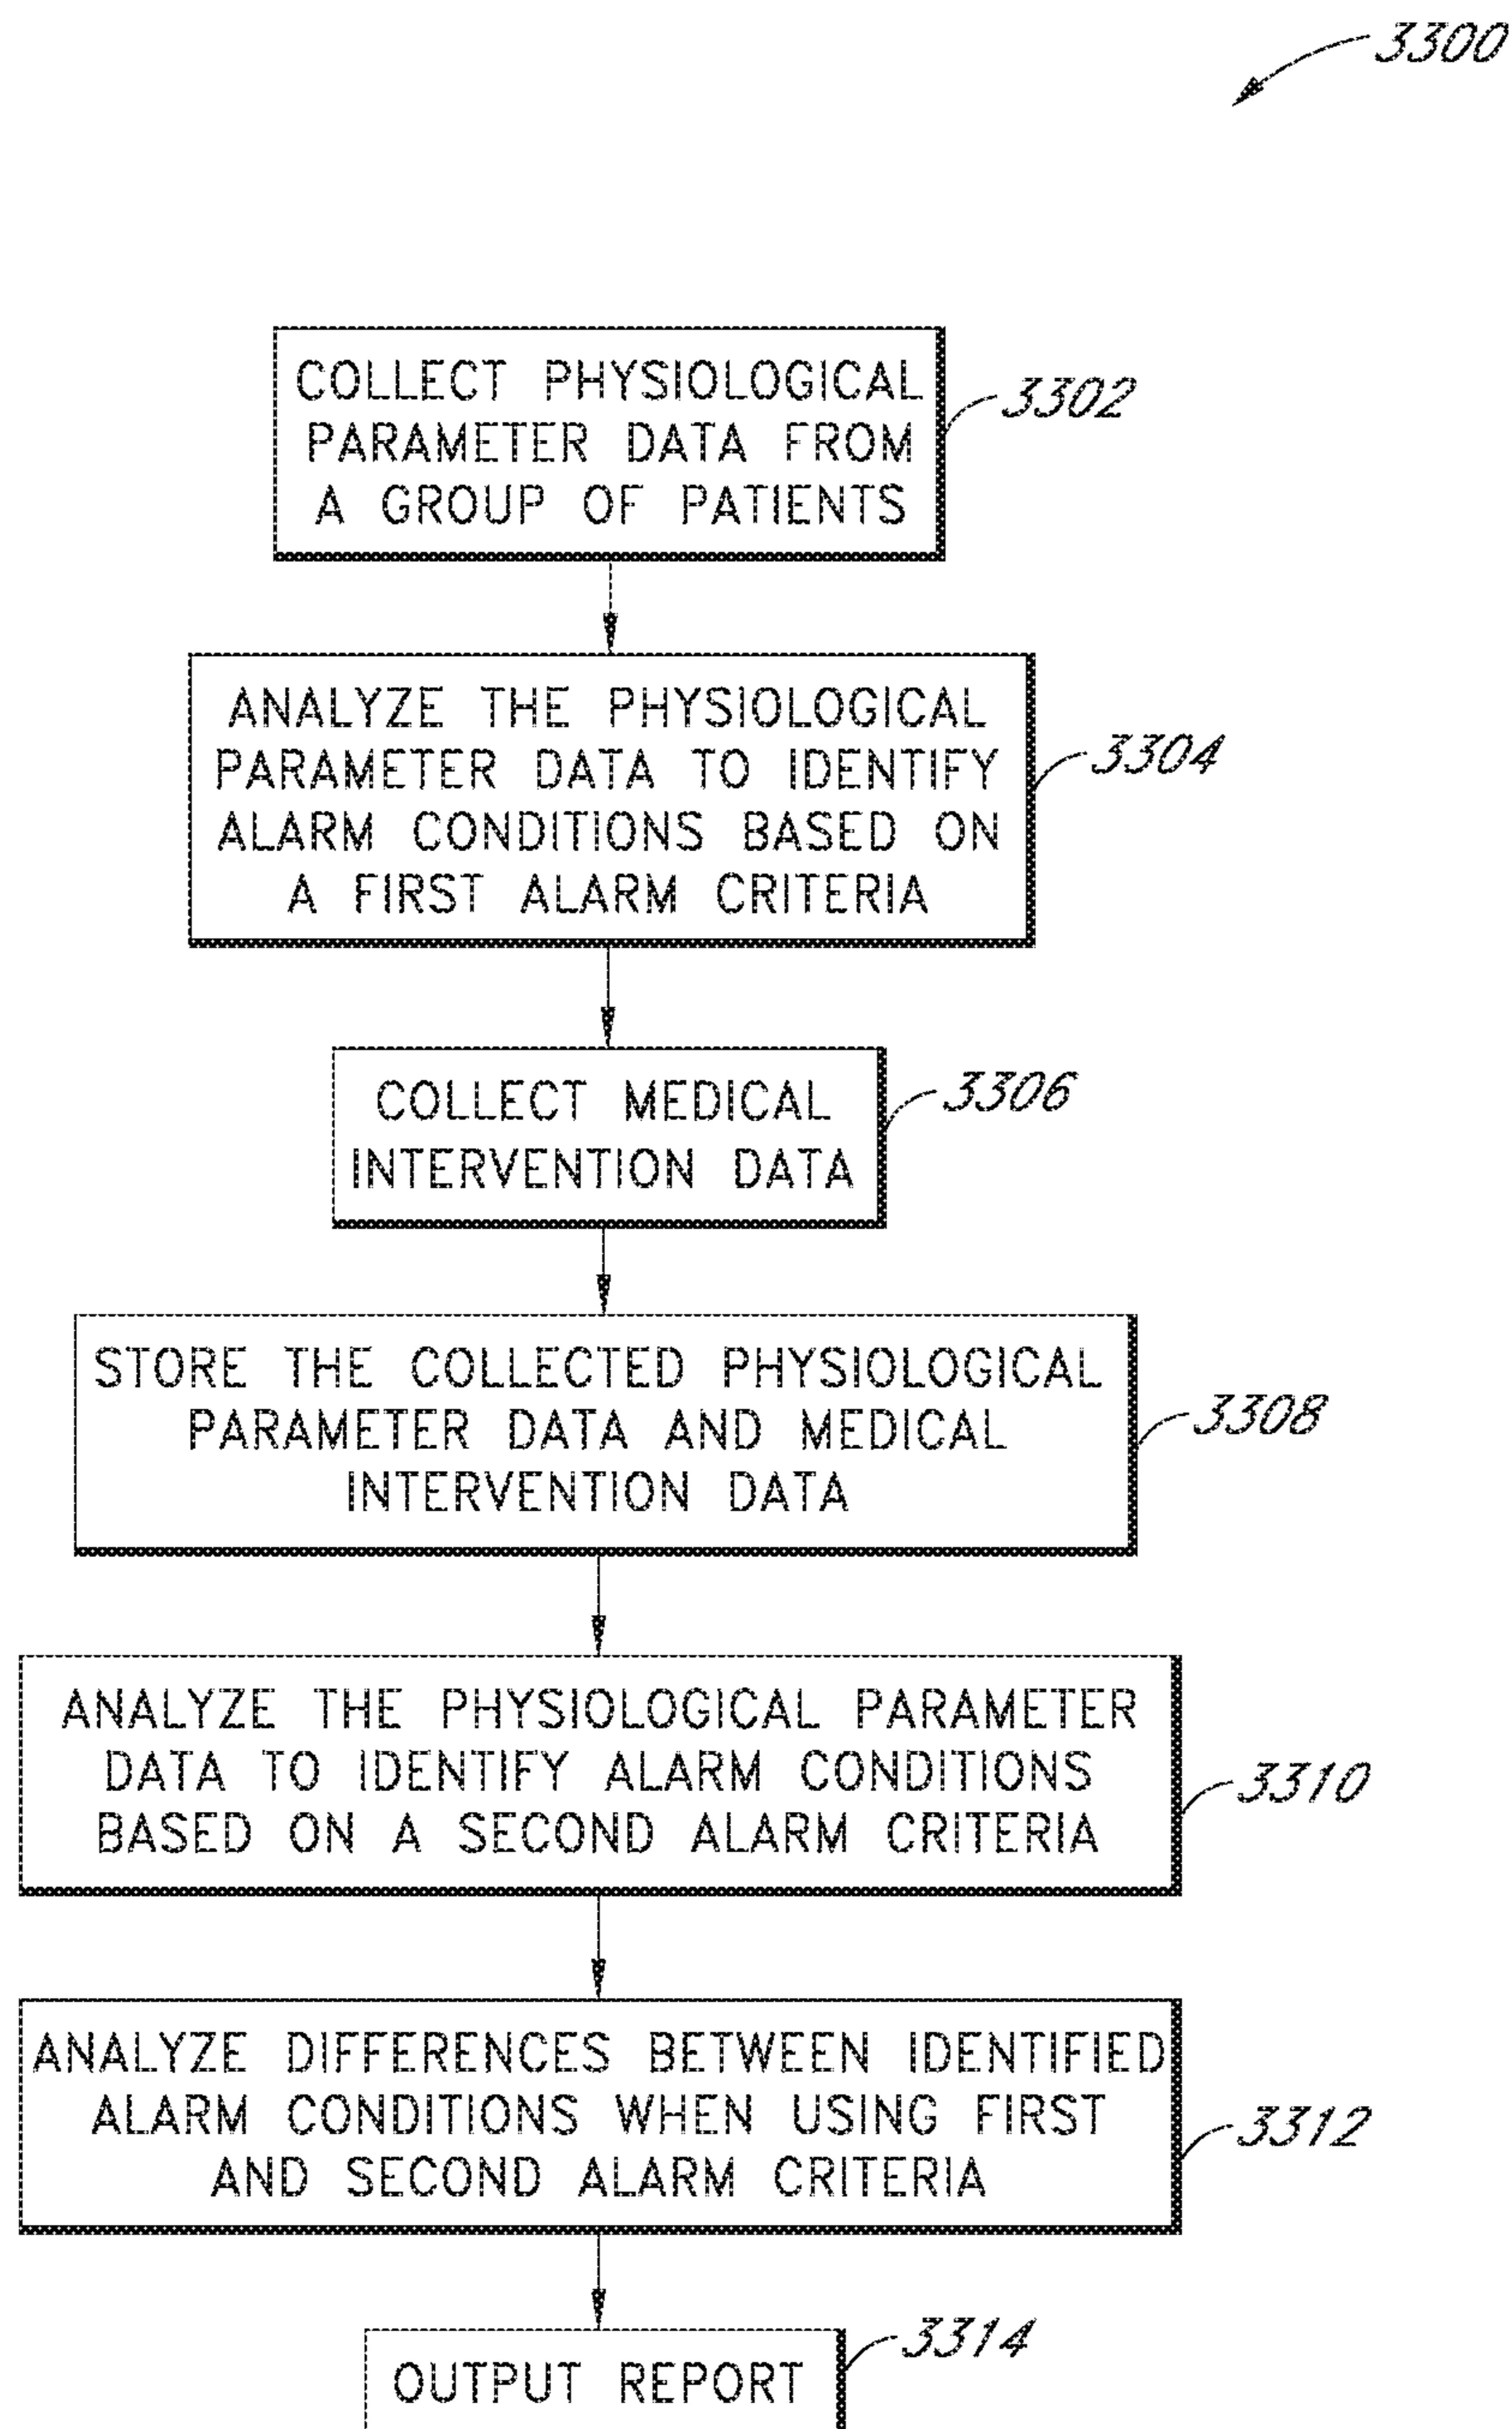 3300
COLLECT PHYSIOLOGICAL
PARAMETER DATA FROM
A GROUP OF PATIENTS
3302
ANALYZE THE PHYSIOLOGICAL
PARAMETER DATA TO IDENTIFY
ALARM CONDITIONS BASED ON
A FIRST ALARM CRITERIA
3304
COLLECT MEDICAL
INTERVENTION DATA
3306
STORE THE COLLECTED PHYSIOLOGICAL
PARAMETER DATA AND MEDICAL
INTERVENTION DATA
3308
ANALYZE THE PHYSIOLOGICAL PARAMETER
DATA TO IDENTIFY ALARM CONDITIONS
BASED ON A SECOND ALARM CRITERIA
3310
ANALYZE DIFFERENCES BETWEEN IDENTIFIED
ALARM CONDITIONS WHEN USING FIRST
AND SECOND ALARM CRITERIA
3312
OUTPUT REPORT
3314